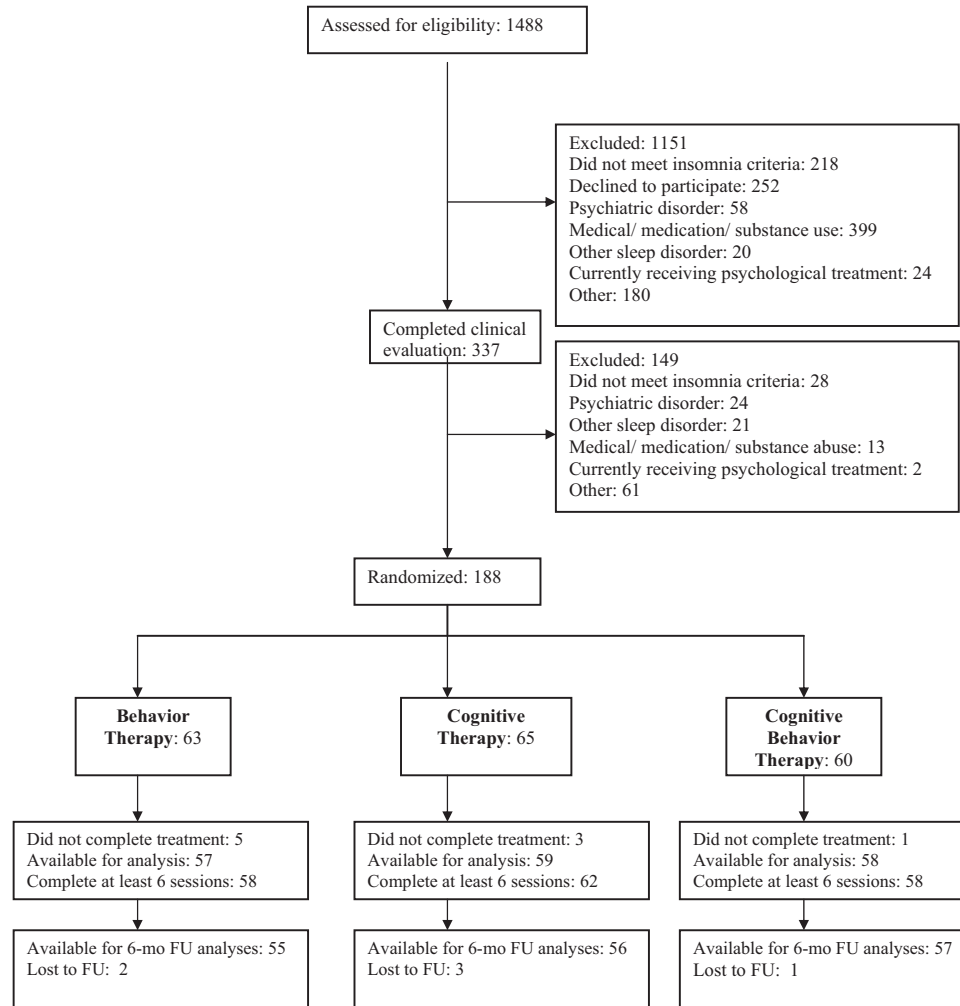 Assessed for eligibility: 1488
Excluded: 1151
Did not meet insomnia criteria: 218
Declined to participate: 252
Psychiatric disorder: 58
Medical/ medication/ substance use: 399
Other sleep disorder: 20
Currently receiving psychological treatment: 24
Other: 180
Completed clinical
evaluation: 337
Excluded: 149
Did not meet insomnia criteria: 28
Psychiatric disorder: 24
Other sleep disorder: 21
Medical/ medication/ substance abuse: 13
Currently receiving psychological treatment: 2
Other: 61
Randomized: 188
Behavior
Therapy: 63
Cognitive
Therapy: 65
Cognitive
Behavior
Therapy: 60
Did not complete treatment: 5
Available for analysis: 57
Complete at least 6 sessions: 58
Did not complete treatment: 3
Available for analysis: 59
Complete at least 6 sessions: 62
Did not complete treatment: 1
Available for analysis: 58
Complete at least 6 sessions: 58
Available for 6-mo FU analyses: 55
Lost to FU: 2
Available for 6-mo FU analyses: 56
Lost to FU: 3
Available for 6-mo FU analyses: 57
Lost to FU: 1